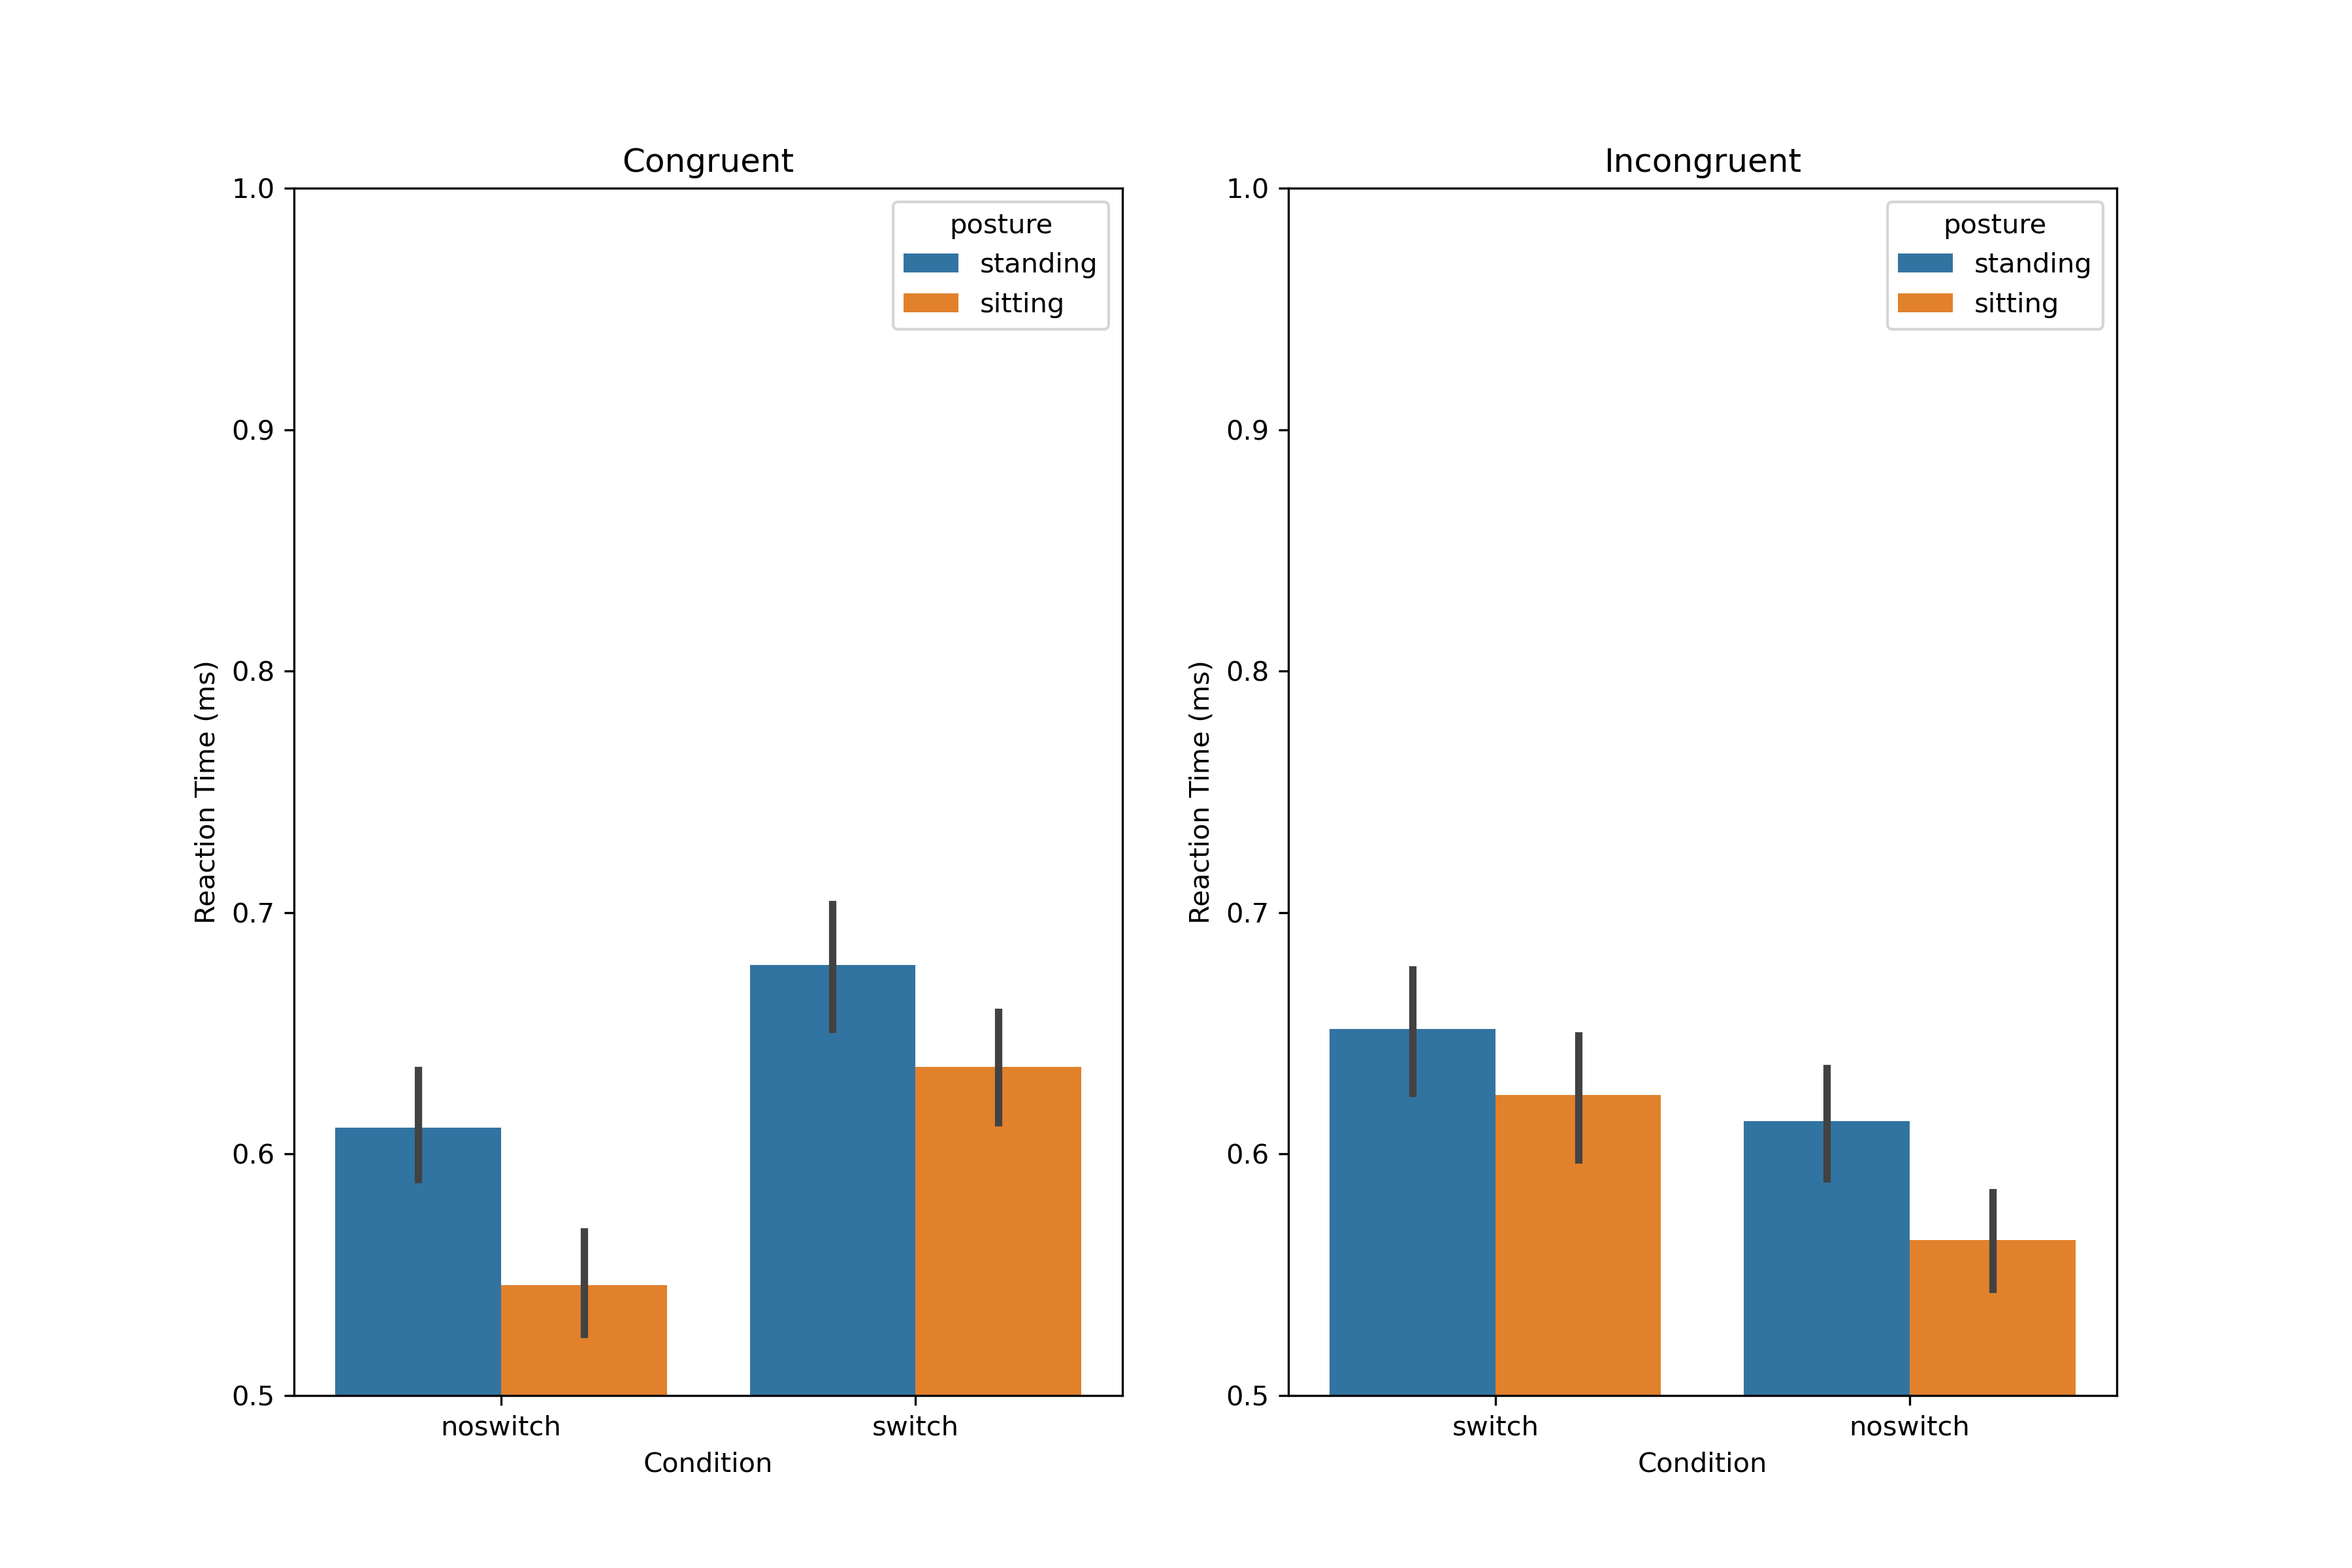 Congruent
1.0
0.9
0.8
0.7
0.6
0.5
Reaction Time (ms)
posture
standing
sitting
noswitch
switch
Condition
Incongruent
1.0
0.9
0.8
0.7
0.6
0.5
Reaction Time (ms)
posture
standing
sitting
switch
noswitch
Condition